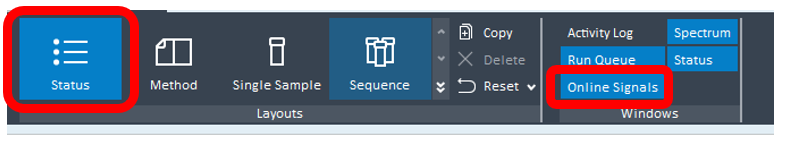 Status
Method
Single Sample
Sequence
Copy
Delete
Reset
Layouts
Activity Log
Spectrum
Run Queue
Status
Online Signals
Windows